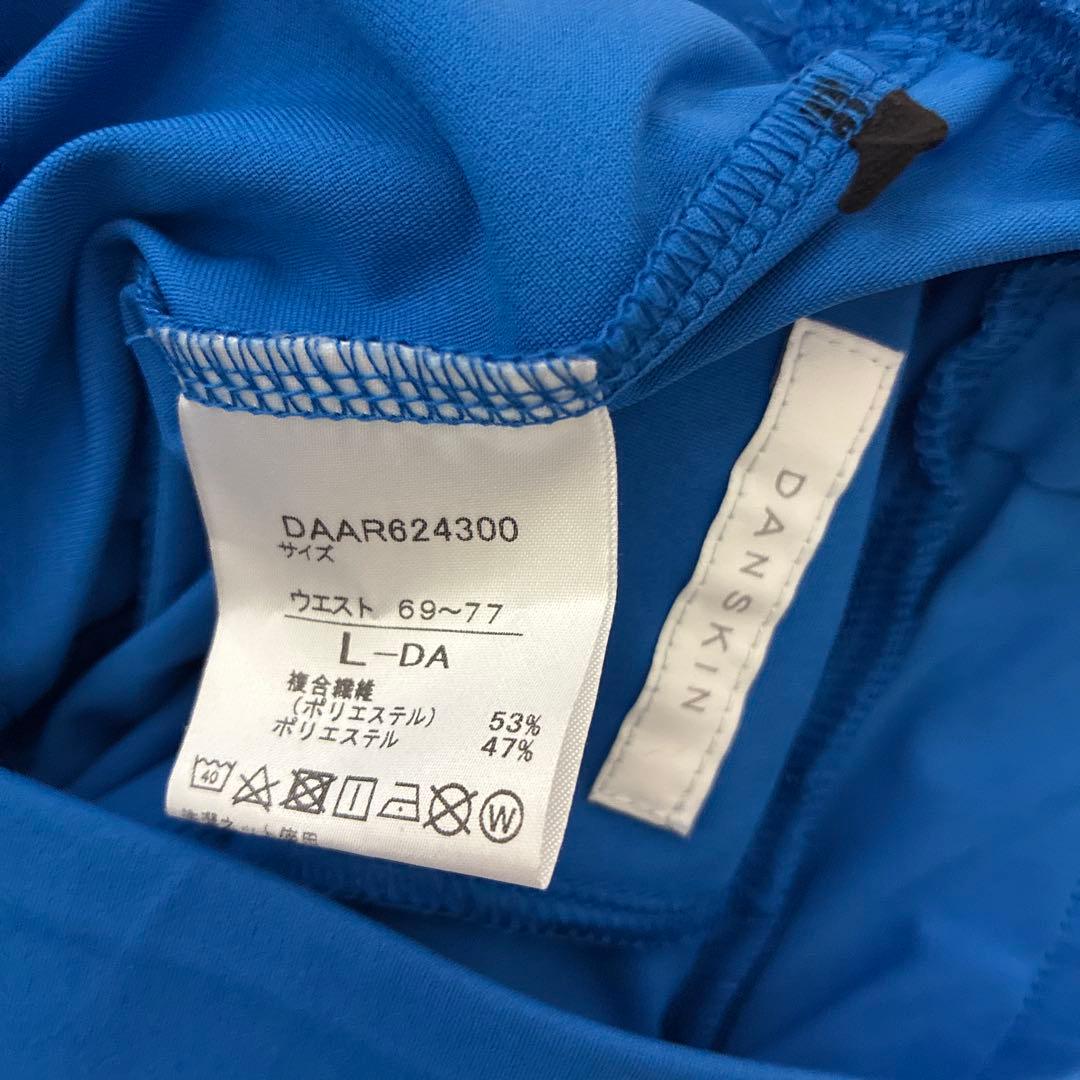 DAAR624300
サイズ
ウエスト 69～77
L-DA
複合繊維
(ポリエステル) 53%
ポリエステル 47%
40
W
DANSKIN